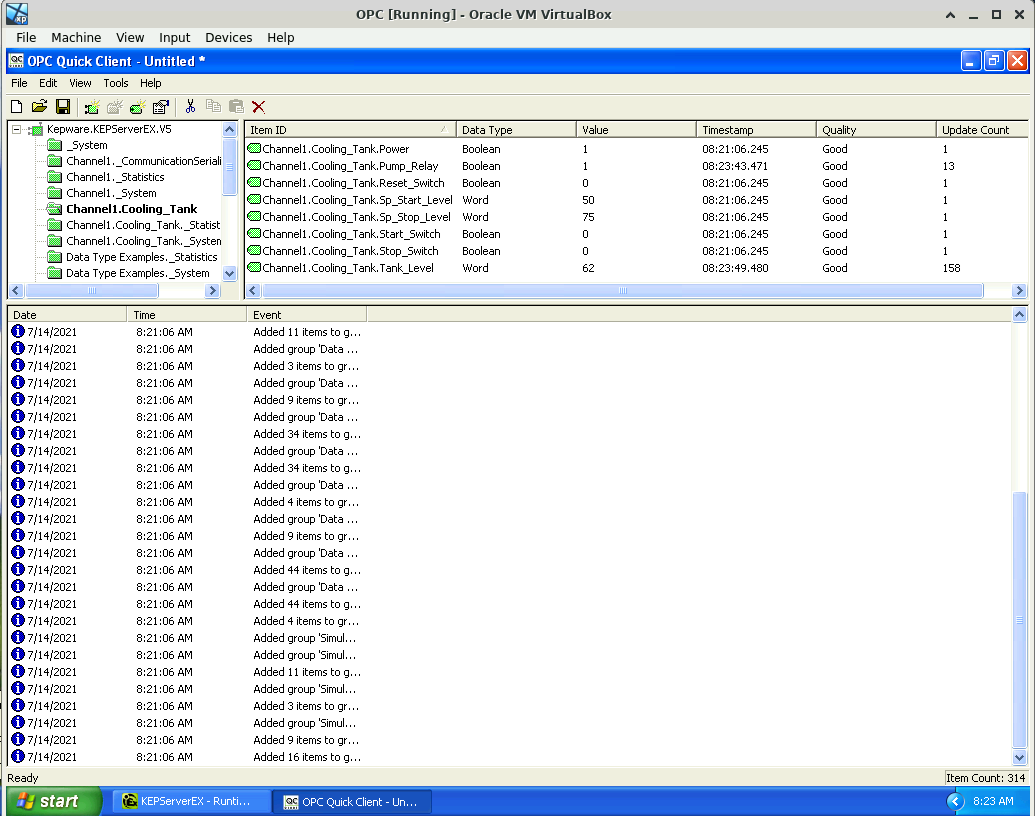 OPC [Running] - Oracle VM VirtualBox
File Machine View Input Devices Help
OPC Quick Client - Untitled *
File Edit View Tools Help
Kepware.KEPServerEX.V5
_System
Channel1._CommunicationSeriali
Channel1._Statistics
Channel1._System
Channel1.Cooling_Tank
Channel1.Cooling_Tank._Statist
Channel1.Cooling_Tank._System
Data Type Examples._Statistics
Data Type Examples._System
Item ID Data Type Value Timestamp Quality Update Count
Channel1.Cooling_Tank.Power Boolean 1 08:21:06.245 Good 1
Channel1.Cooling_Tank.Pump_Relay Boolean 1 08:23:43.471 Good 13
Channel1.Cooling_Tank.Reset_Switch Boolean 0 08:21:06.245 Good 1
Channel1.Cooling_Tank.Sp_Start_Level Word 50 08:21:06.245 Good 1
Channel1.Cooling_Tank.Sp_Stop_Level Word 75 08:21:06.245 Good 1
Channel1.Cooling_Tank.Start_Switch Boolean 0 08:21:06.245 Good 1
Channel1.Cooling_Tank.Stop_Switch Boolean 0 08:21:06.245 Good 1
Channel1.Cooling_Tank.Tank_Level Word 62 08:23:49.480 Good 158
Date Time Event
7/14/2021 8:21:06 AM Added 11 items to g...
7/14/2021 8:21:06 AM Added group 'Data ...
7/14/2021 8:21:06 AM Added 3 items to gr...
7/14/2021 8:21:06 AM Added group 'Data ...
7/14/2021 8:21:06 AM Added 9 items to gr...
7/14/2021 8:21:06 AM Added group 'Data ...
7/14/2021 8:21:06 AM Added 34 items to g...
7/14/2021 8:21:06 AM Added group 'Data ...
7/14/2021 8:21:06 AM Added 34 items to g...
7/14/2021 8:21:06 AM Added group 'Data ...
7/14/2021 8:21:06 AM Added 4 items to gr...
7/14/2021 8:21:06 AM Added group 'Data ...
7/14/2021 8:21:06 AM Added 9 items to gr...
7/14/2021 8:21:06 AM Added group 'Data ...
7/14/2021 8:21:06 AM Added 44 items to g...
7/14/2021 8:21:06 AM Added group 'Data ...
7/14/2021 8:21:06 AM Added 44 items to g...
7/14/2021 8:21:06 AM Added 4 items to gr...
7/14/2021 8:21:06 AM Added group 'Simul...
7/14/2021 8:21:06 AM Added group 'Simul...
7/14/2021 8:21:06 AM Added 11 items to g...
7/14/2021 8:21:06 AM Added group 'Simul...
7/14/2021 8:21:06 AM Added 3 items to gr...
7/14/2021 8:21:06 AM Added group 'Simul...
7/14/2021 8:21:06 AM Added 9 items to gr...
7/14/2021 8:21:06 AM Added 16 items to g...
Ready Item Count: 314
start KEPServerEX - Runti... OPC Quick Client - Un... 8:23 AM